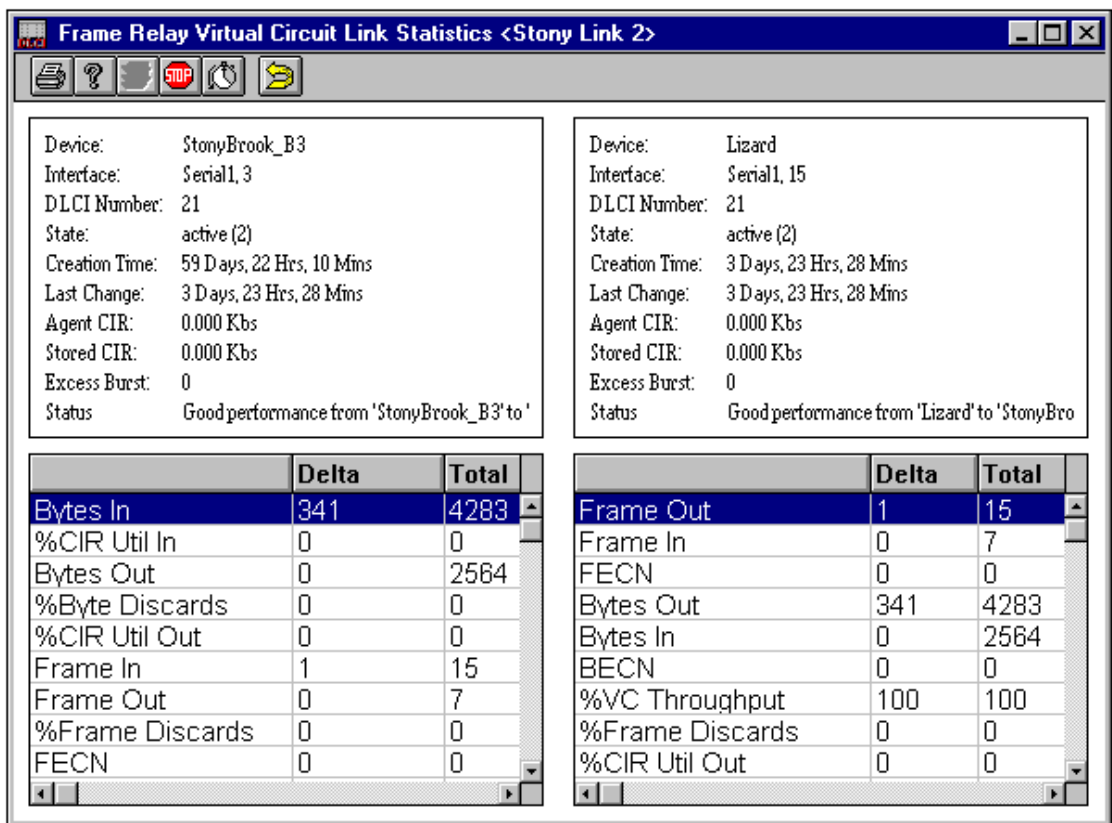 Frame Relay Virtual Circuit Link Statistics <Stony Link 2>
STOP
Device: StonyBrook_B3
Interface: Serial1, 3
DLCI Number: 21
State: active (2)
Creation Time: 59 Days, 22 Hrs, 10 Mins
Last Change: 3 Days, 23 Hrs, 28 Mins
Agent CIR: 0.000 Kbs
Stored CIR: 0.000 Kbs
Excess Burst: 0
Status Good performance from 'StonyBrook_B3' to '
Device: Lizard
Interface: Serial1, 15
DLCI Number: 21
State: active (2)
Creation Time: 3 Days, 23 Hrs, 28 Mins
Last Change: 3 Days, 23 Hrs, 28 Mins
Agent CIR: 0.000 Kbs
Stored CIR: 0.000 Kbs
Excess Burst: 0
Status Good performance from 'Lizard' to 'StonyBro
Delta Total
Bytes In 341 4283
%CIR Util In 0 0
Bytes Out 0 2564
%Byte Discards 0 0
%CIR Util Out 0 0
Frame In 1 15
Frame Out 0 7
%Frame Discards 0 0
FECN 0 0
Delta Total
Frame Out 1 15
Frame In 0 7
FECN 0 0
Bytes Out 341 4283
Bytes In 0 2564
BECN 0 0
%VC Throughput 100 100
%Frame Discards 0 0
%CIR Util Out 0 0